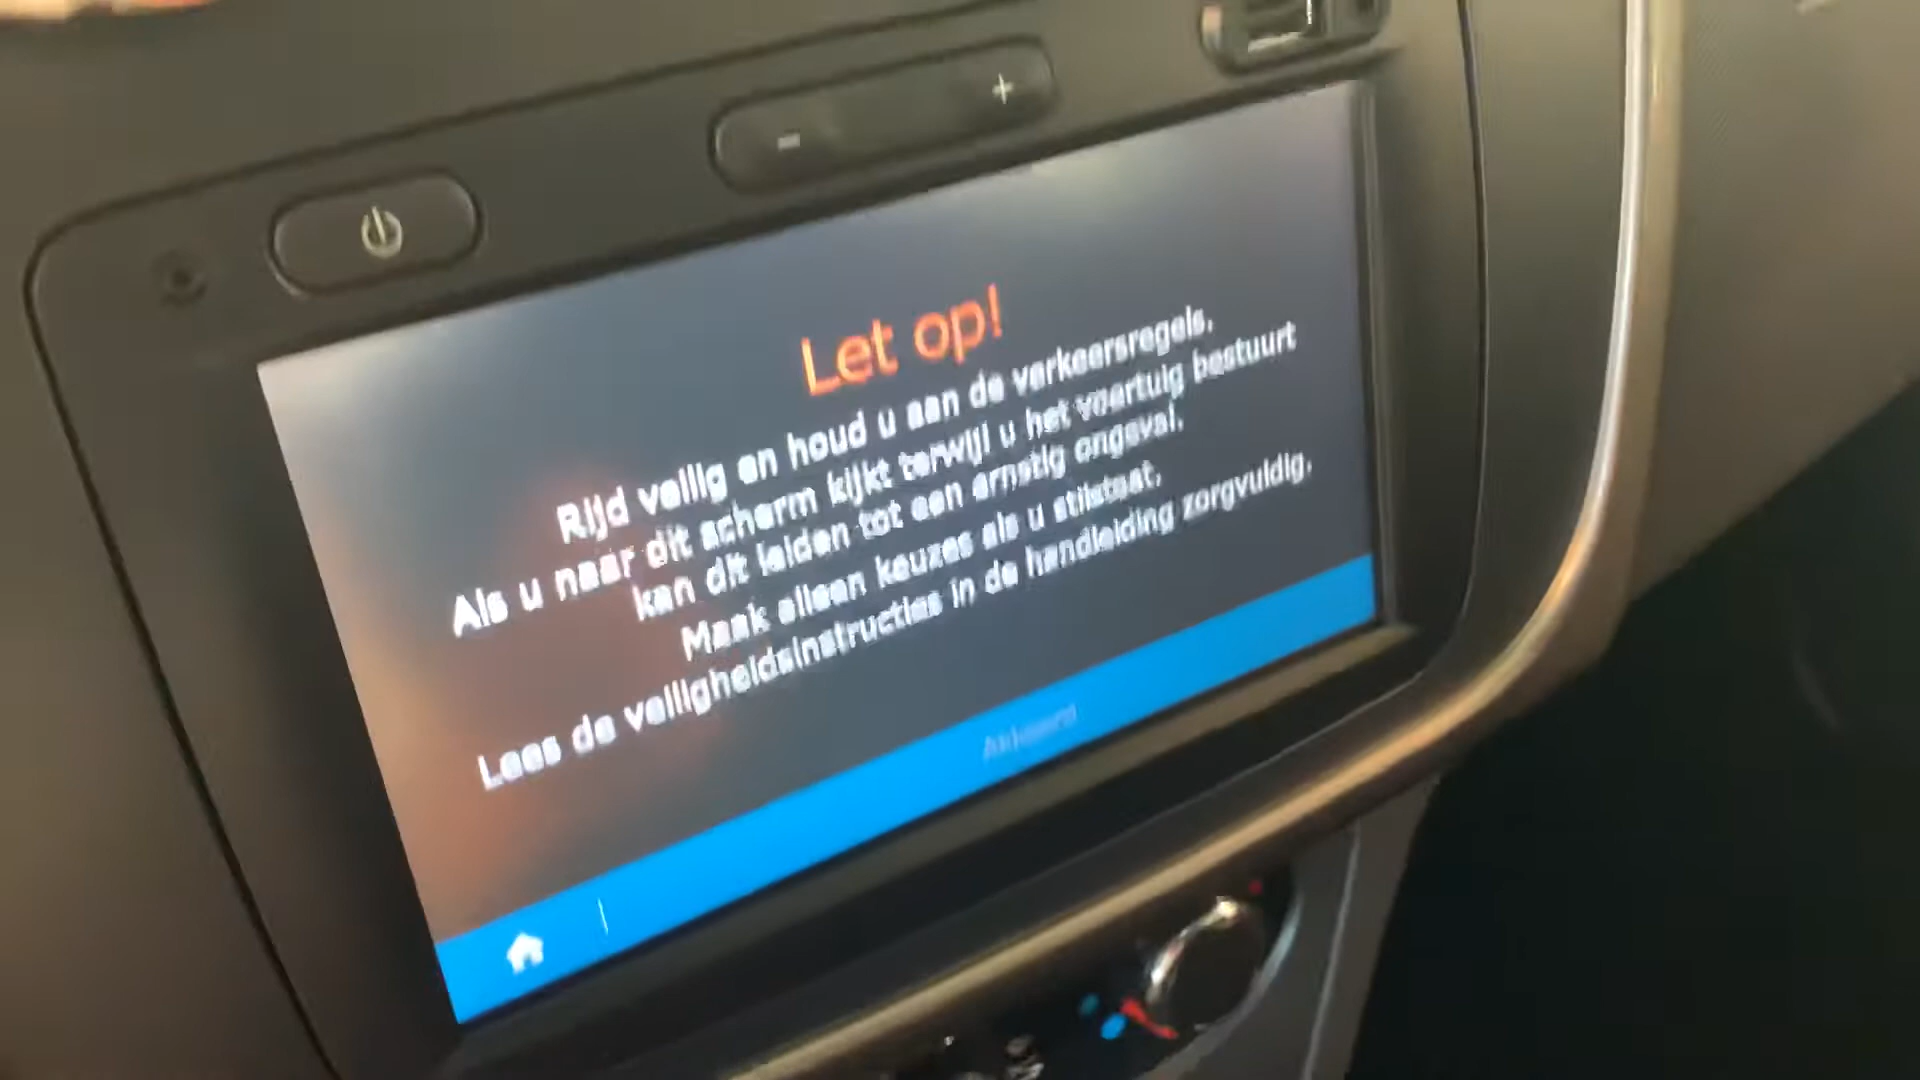 Let op!
Rijd veilig en houd u aan de verkeersregels.
Als u naar dit scherm kijkt terwijl u het voertuig bestuurt
kan dit leiden tot een ernstig ongeval.
Maak alleen keuzes als u stilstaat.
Lees de veiligheidsinstructies in de handleiding zorgvuldig.
Akkoord